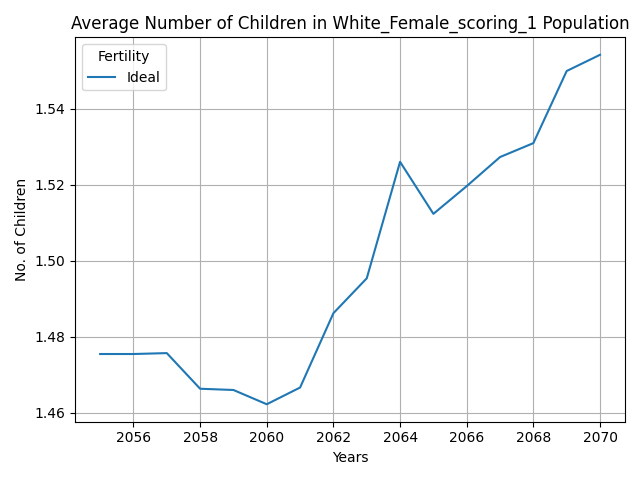 Average Number of Children in White_Female_scoring_1 Population
Fertility
Ideal
No. of Children
1.54
1.52
1.50
1.48
1.46
2056 2058 2060 2062 2064 2066 2068 2070
Years